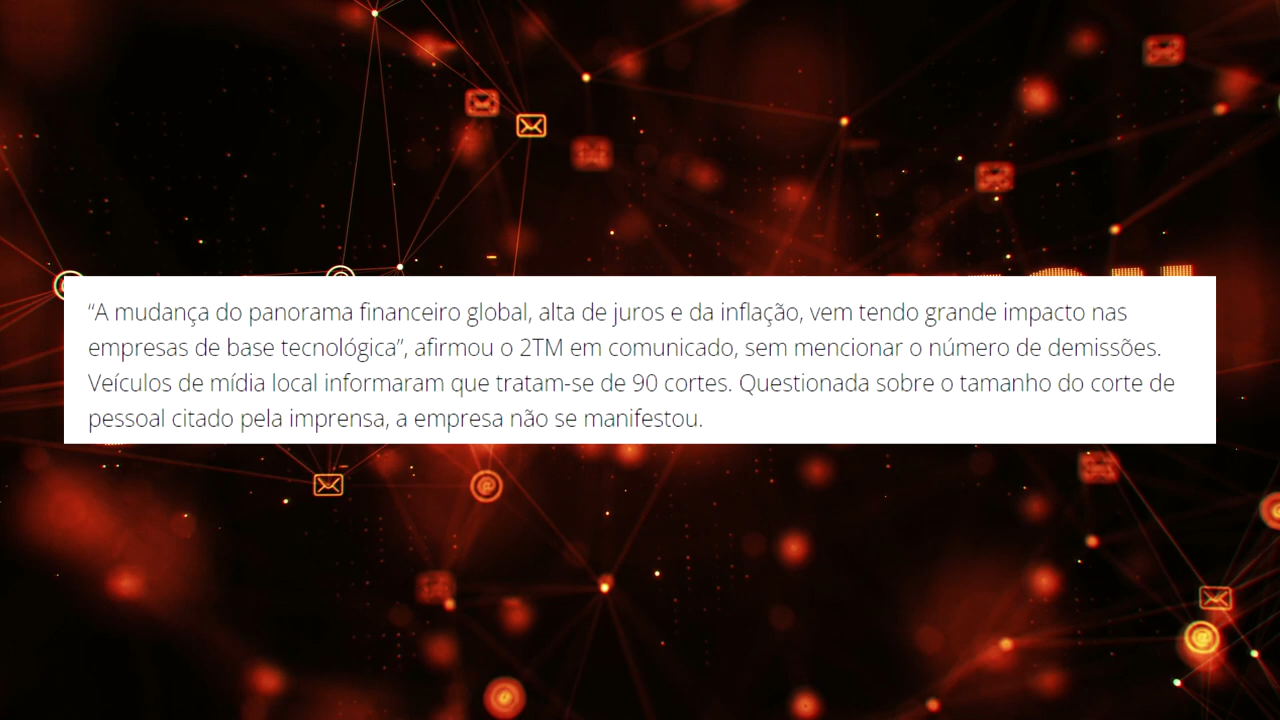 “A mudança do panorama financeiro global, alta de juros e da inflação, vem tendo grande impacto nas
empresas de base tecnológica”, afirmou o 2TM em comunicado, sem mencionar o número de demissões.
Veículos de mídia local informaram que tratam-se de 90 cortes. Questionada sobre o tamanho do corte de
pessoal citado pela imprensa, a empresa não se manifestou.